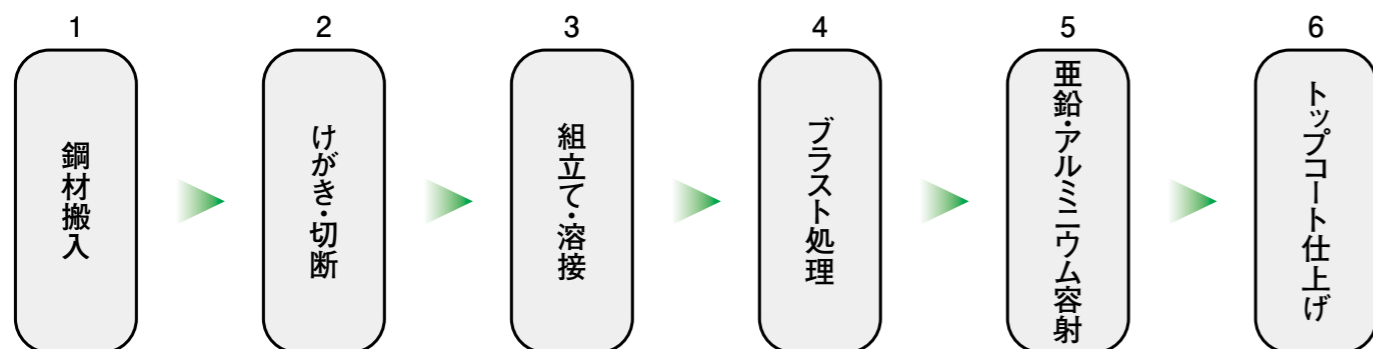 1
鋼材搬入
2
けがき・切断
3
組立て・溶接
4
ブラスト処理
5
亜鉛・アルミニウム容射
6
トップコート仕上げ